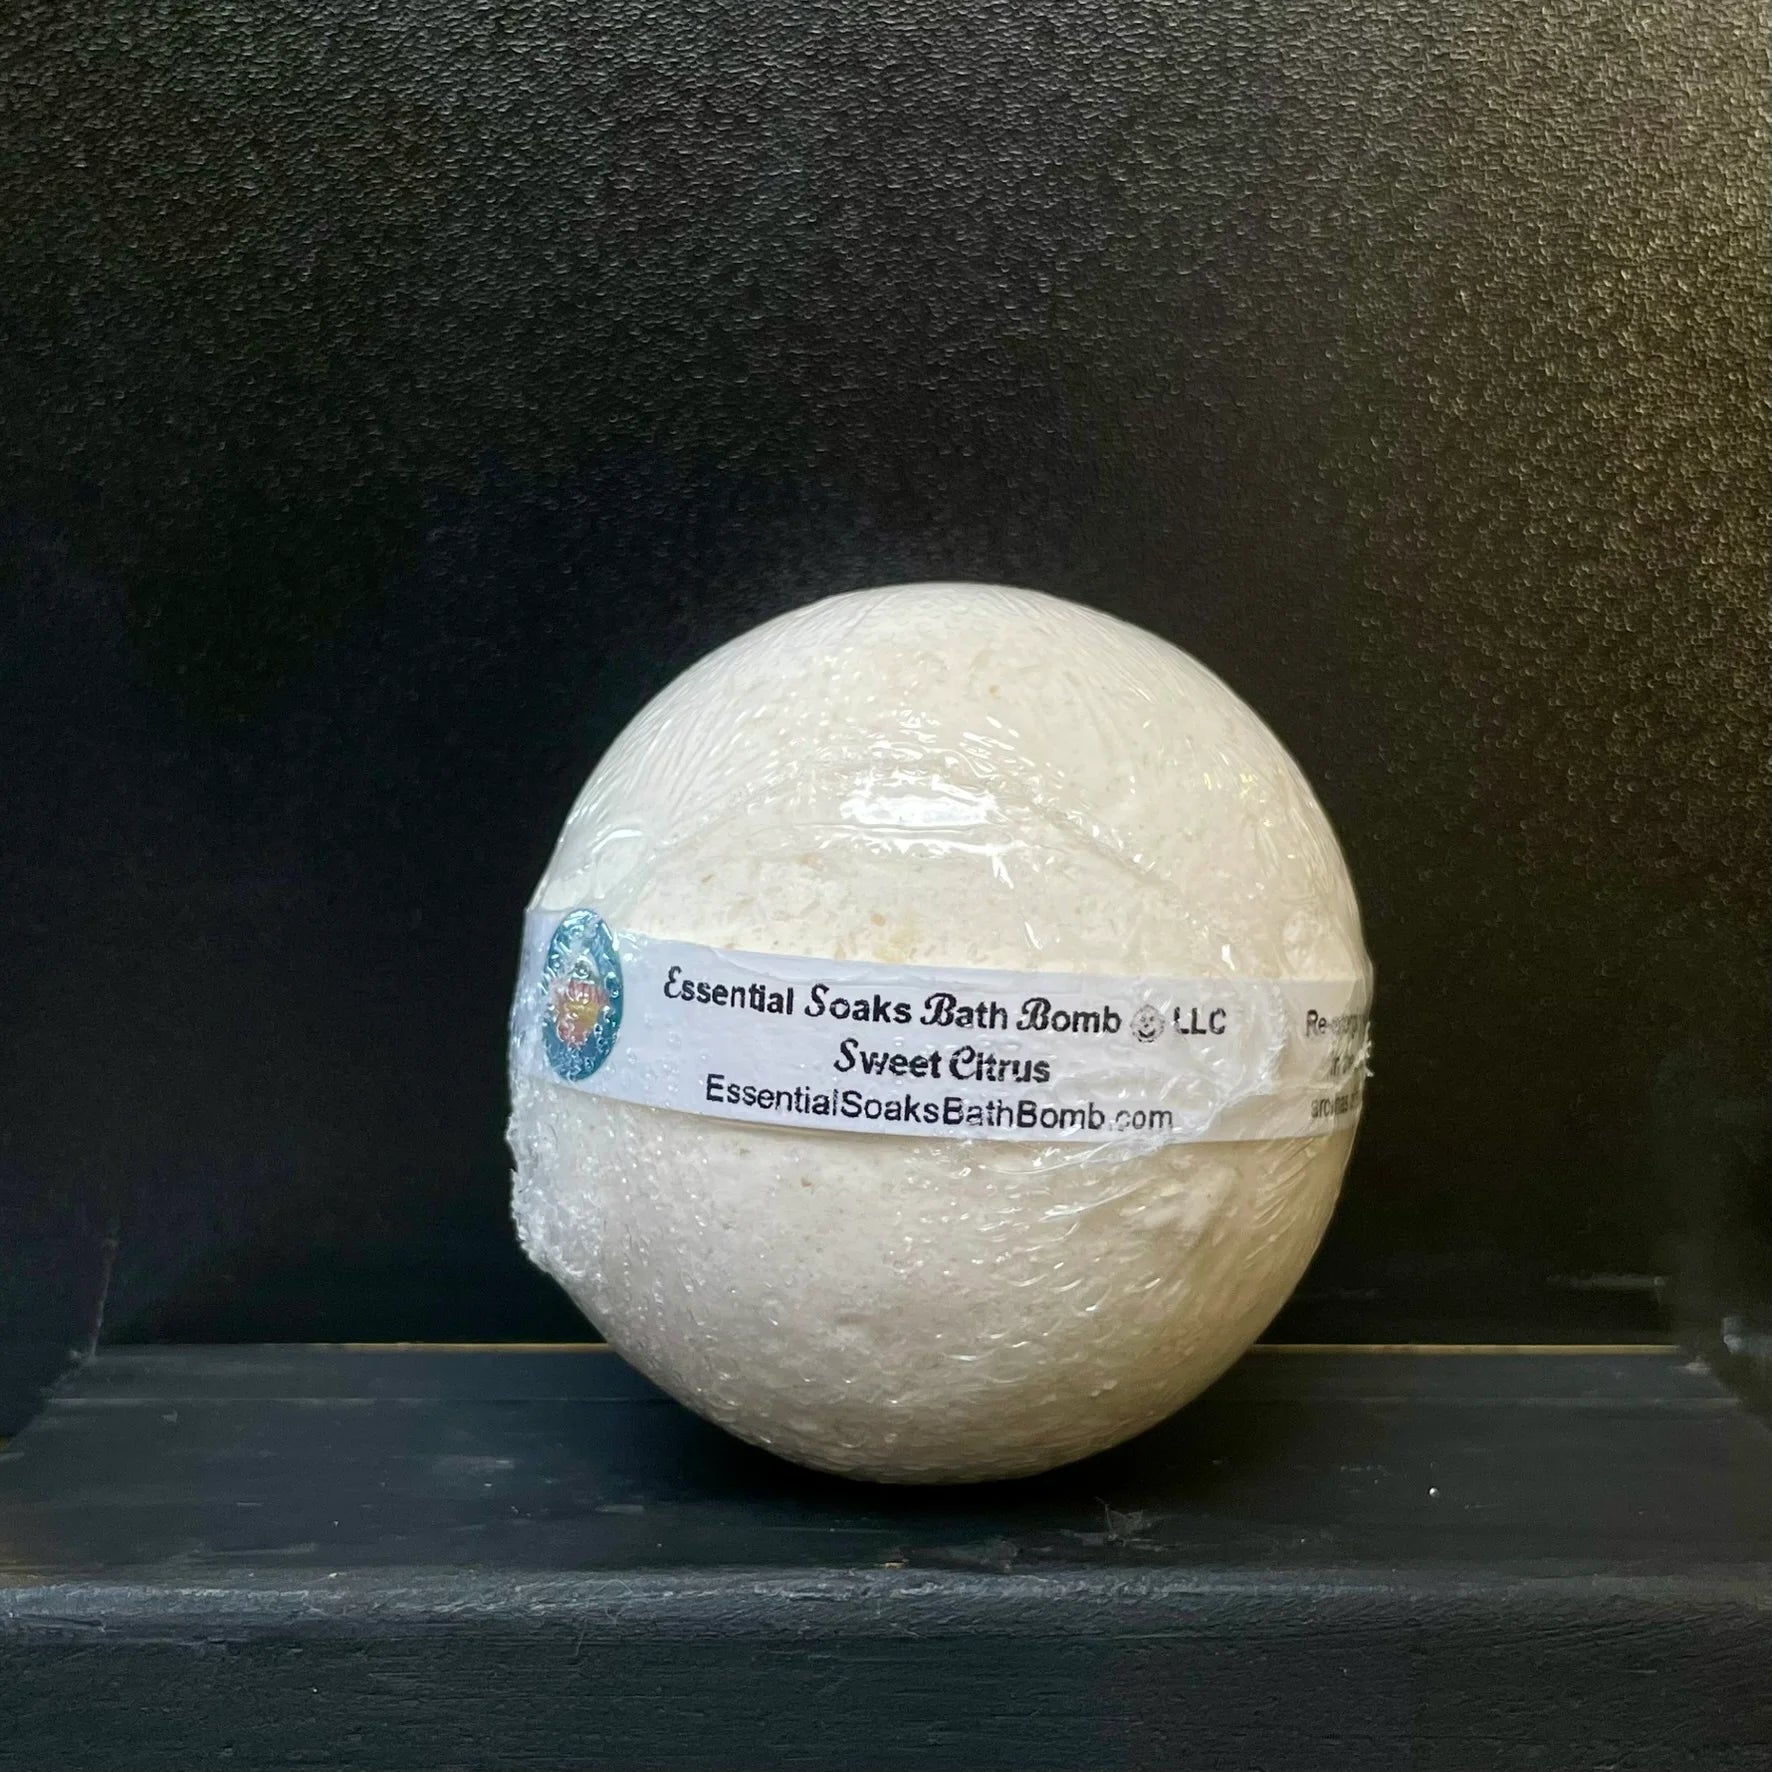 Essential Soaks Bath Bomb LLC
Sweet Citrus
EssentialSoaksBathBomb.com